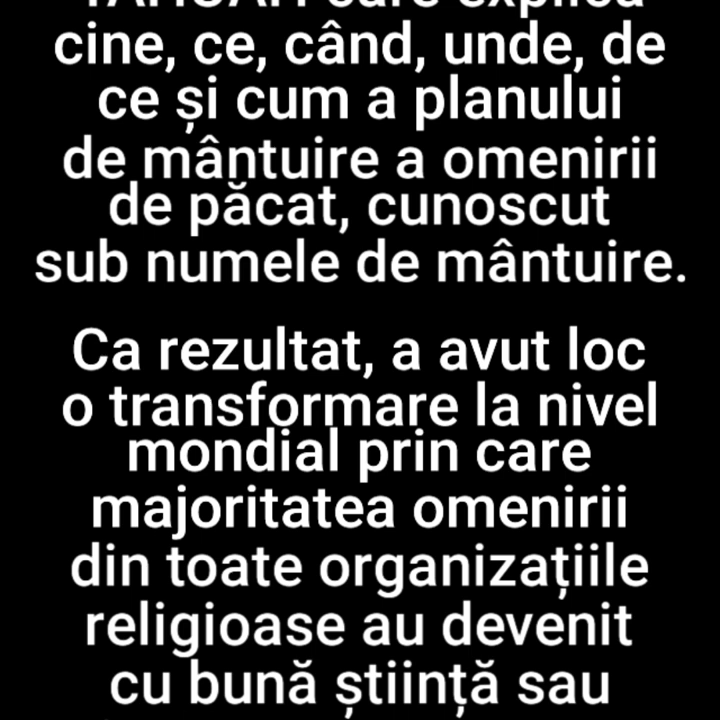 care explică
cine, ce, când, unde, de
ce și cum a planului
de mântuire a omenirii
de păcat, cunoscut
sub numele de mântuire.
Ca rezultat, a avut loc
o transformare la nivel
mondial prin care
majoritatea omenirii
din toate organizațiile
religioase au devenit
cu bună știință sau